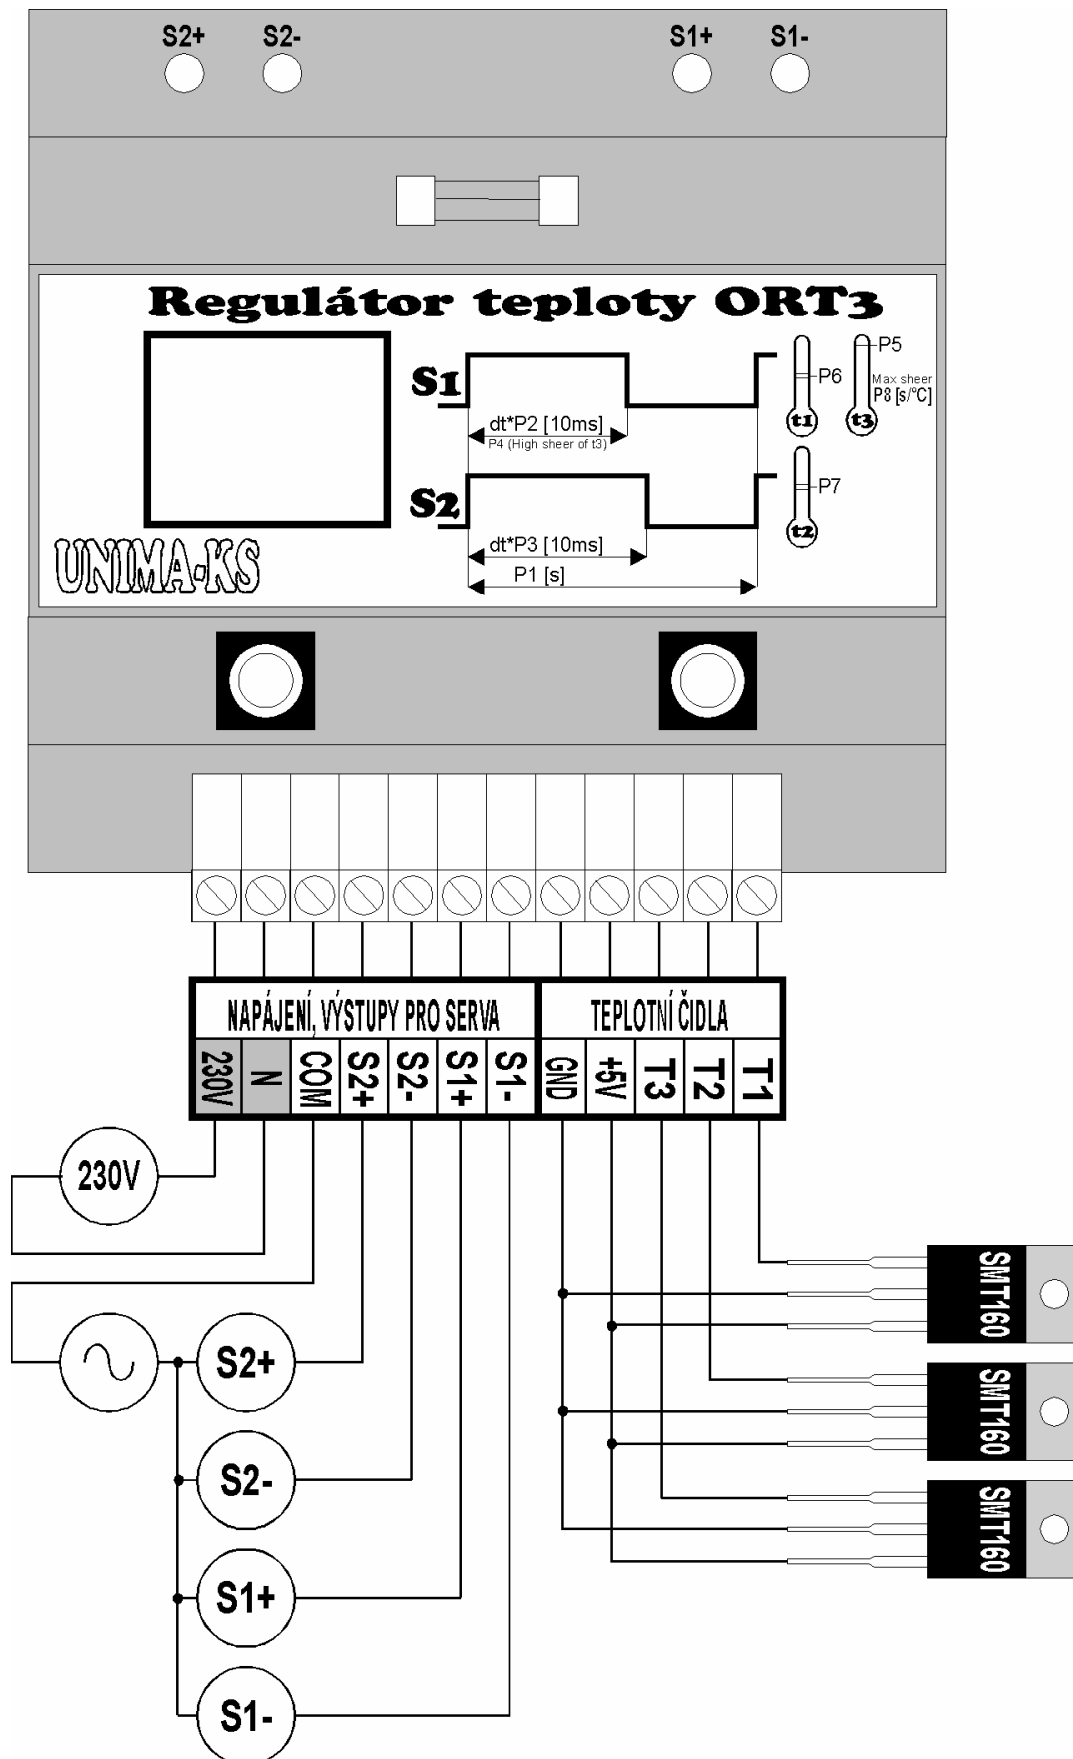 S2+ S2- S1+ S1-
Regulátor teploty ORT3
S1
dt*P2 [10ms]
P4 (High sheer of t3)
S2
dt*P3 [10ms]
P1 [s]
P6
t1
P5
Max sheer
P8 [s/°C]
t3
P7
t2
UNIMA-KS
NAPÁJENÍ, VÝSTUPY PRO SERVA TEPLOTNÍ ČIDLA
230V N COM S2+ S2- S1+ S1- GND +5V T3 T2 T1
230V
S2+
S2-
S1+
S1-
SMT160
SMT160
SMT160